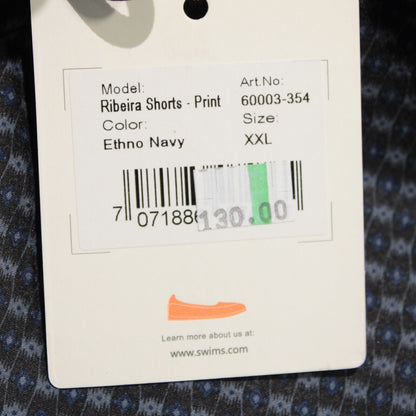 Model: Art.No:
Ribeira Shorts - Print 60003-354
Color: Size:
Ethno Navy XXL
7 071886
130.00
Learn more about us at:
www.swims.com